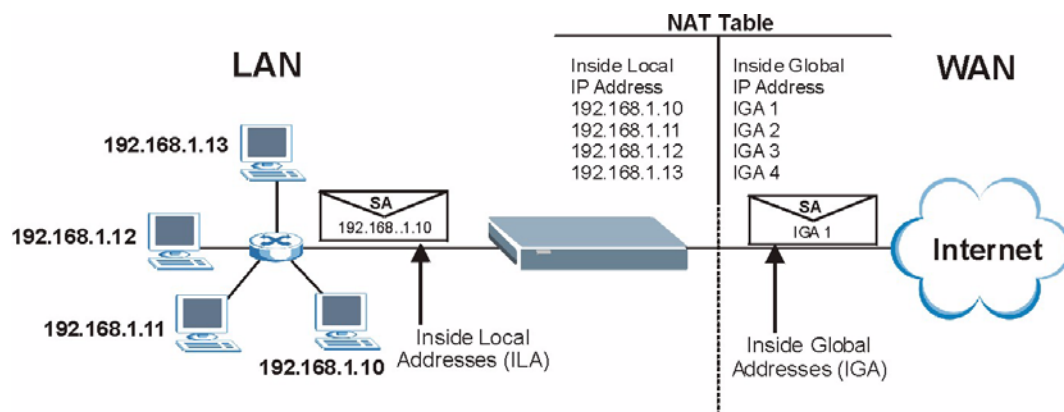 NAT Table
LAN
WAN
Inside Local
IP Address
192.168.1.10
192.168.1.11
192.168.1.12
192.168.1.13
Inside Global
IP Address
IGA 1
IGA 2
IGA 3
IGA 4
192.168.1.13
192.168.1.12
192.168.1.11
192.168.1.10
SA
192.168..1.10
SA
IGA 1
Internet
Inside Local
Addresses (ILA)
Inside Global
Addresses (IGA)